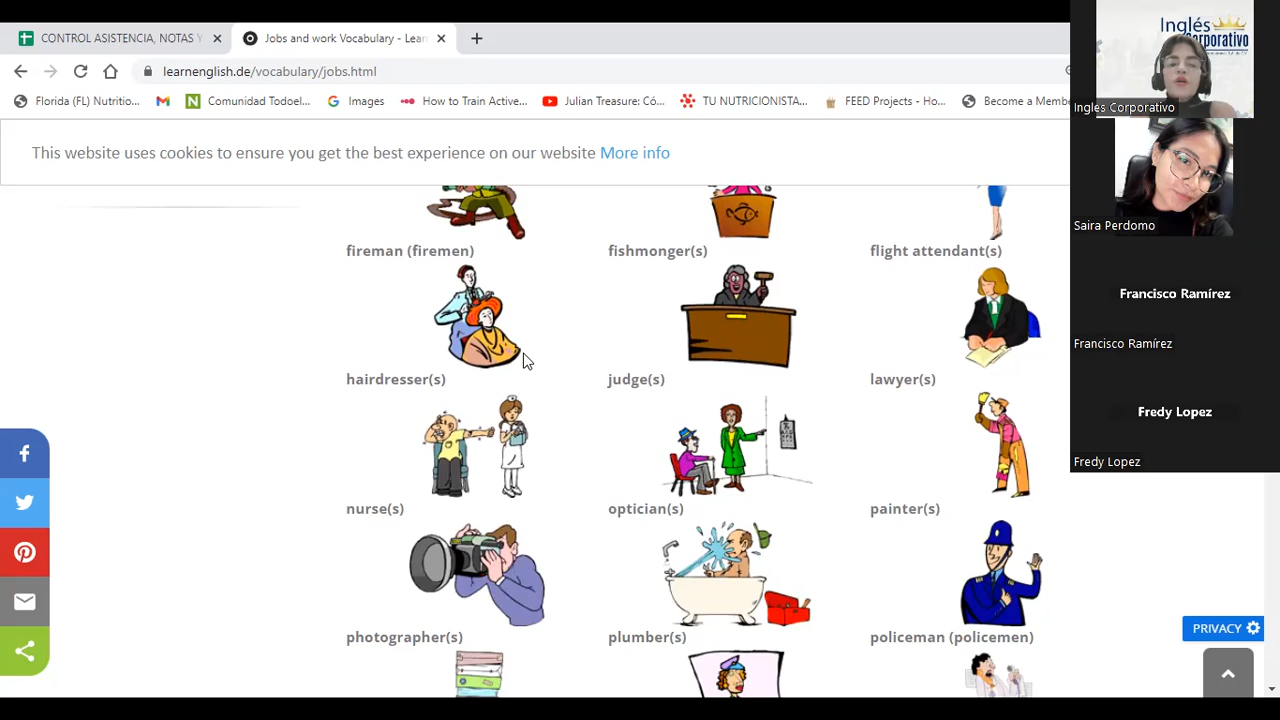 CONTROL ASISTENCIA, NOTAS Y
Jobs and work Vocabulary - Lear
learnenglish.de/vocabulary/jobs.html
Florida (FL) Nutritio...
Comunidad Todoel...
Images
How to Train Active...
Julian Treasure: Có...
TU NUTRICIONISTA...
FEED Projects - Ho...
Become a Membe
This website uses cookies to ensure you get the best experience on our website More info
fireman (firemen)
fishmonger(s)
flight attendant(s)
hairdresser(s)
judge(s)
lawyer(s)
nurse(s)
optician(s)
painter(s)
photographer(s)
plumber(s)
policeman (policemen)
PRIVACY
Inglés
Corporativo
Ingles Corporativo
Saira Perdomo
Francisco Ramírez
Francisco Ramírez
Fredy Lopez
Fredy Lopez